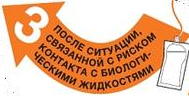 3
ПОСЛЕ СИТУАЦИИ,
СВЯЗАННОЙ С РИСКОМ
КОНТАКТА С БИОЛОГИ-
ЧЕСКИМИ ЖИДКОСТЯМИ